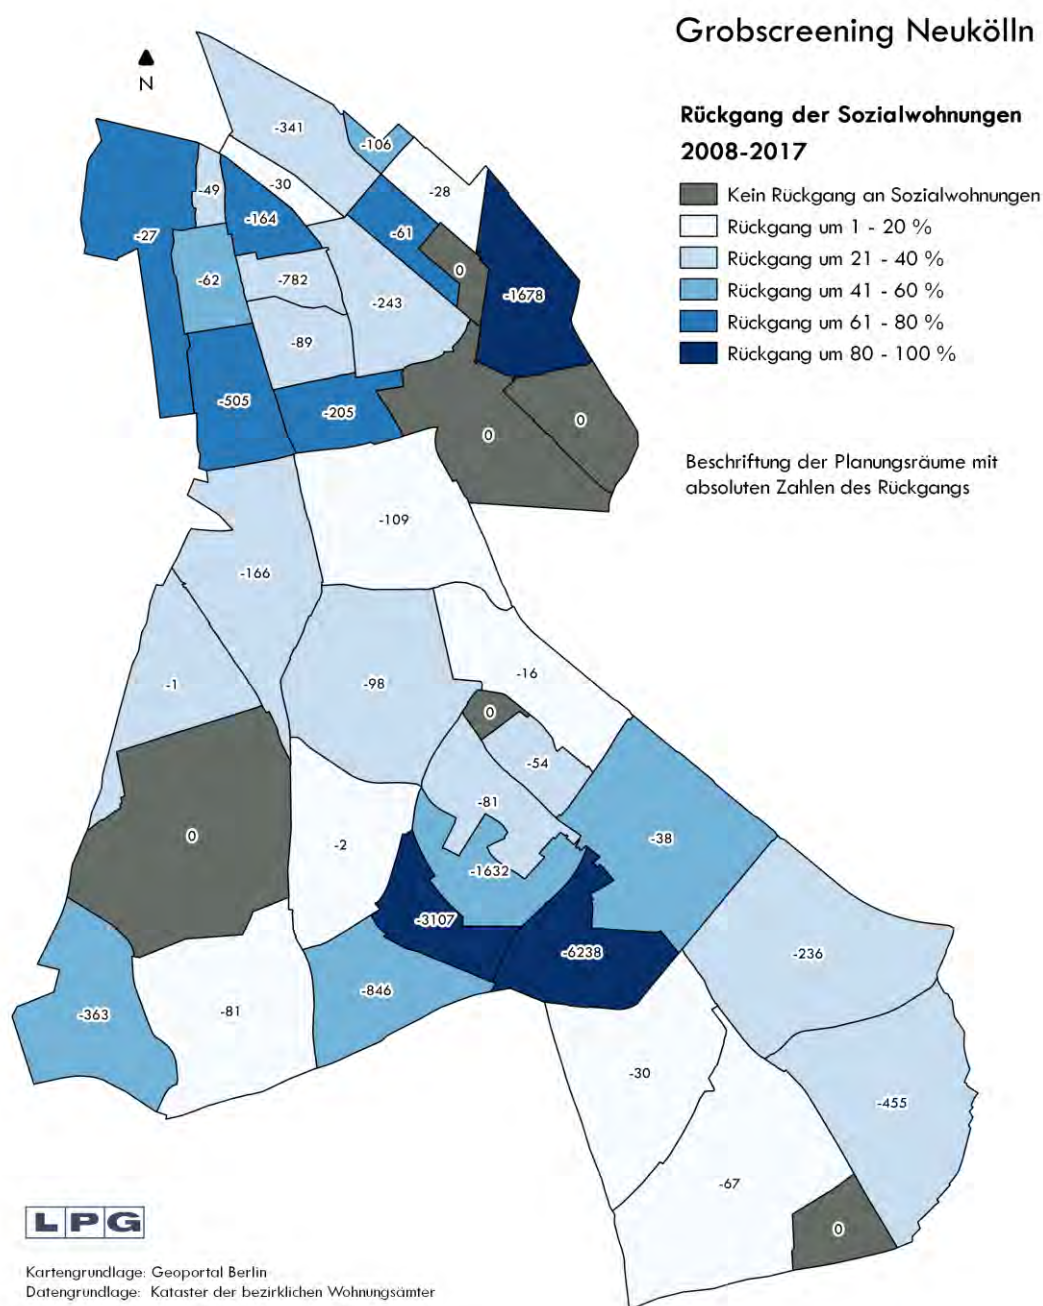 Grobscreening Neukölln
N
Rückgang der Sozialwohnungen
2008-2017
Kein Rückgang an Sozialwohnungen
Rückgang um 1 - 20 %
Rückgang um 21 - 40 %
Rückgang um 41 - 60 %
Rückgang um 61 - 80 %
Rückgang um 80 - 100 %
Beschriftung der Planungsräume mit
absoluten Zahlen des Rückgangs
-341
-106
-30
-28
-49
-164
-61
-27
-62
-782
0
-1678
-243
-89
-505
-205
0
0
-109
-166
-1
-98
-16
0
-54
-81
0
-2
-38
-1632
-3107
-6238
-236
-846
-363
-81
-30
-455
-67
0
LPG
Kartengrundlage: Geoportal Berlin
Datengrundlage: Kataster der bezirklichen Wohnungsämter